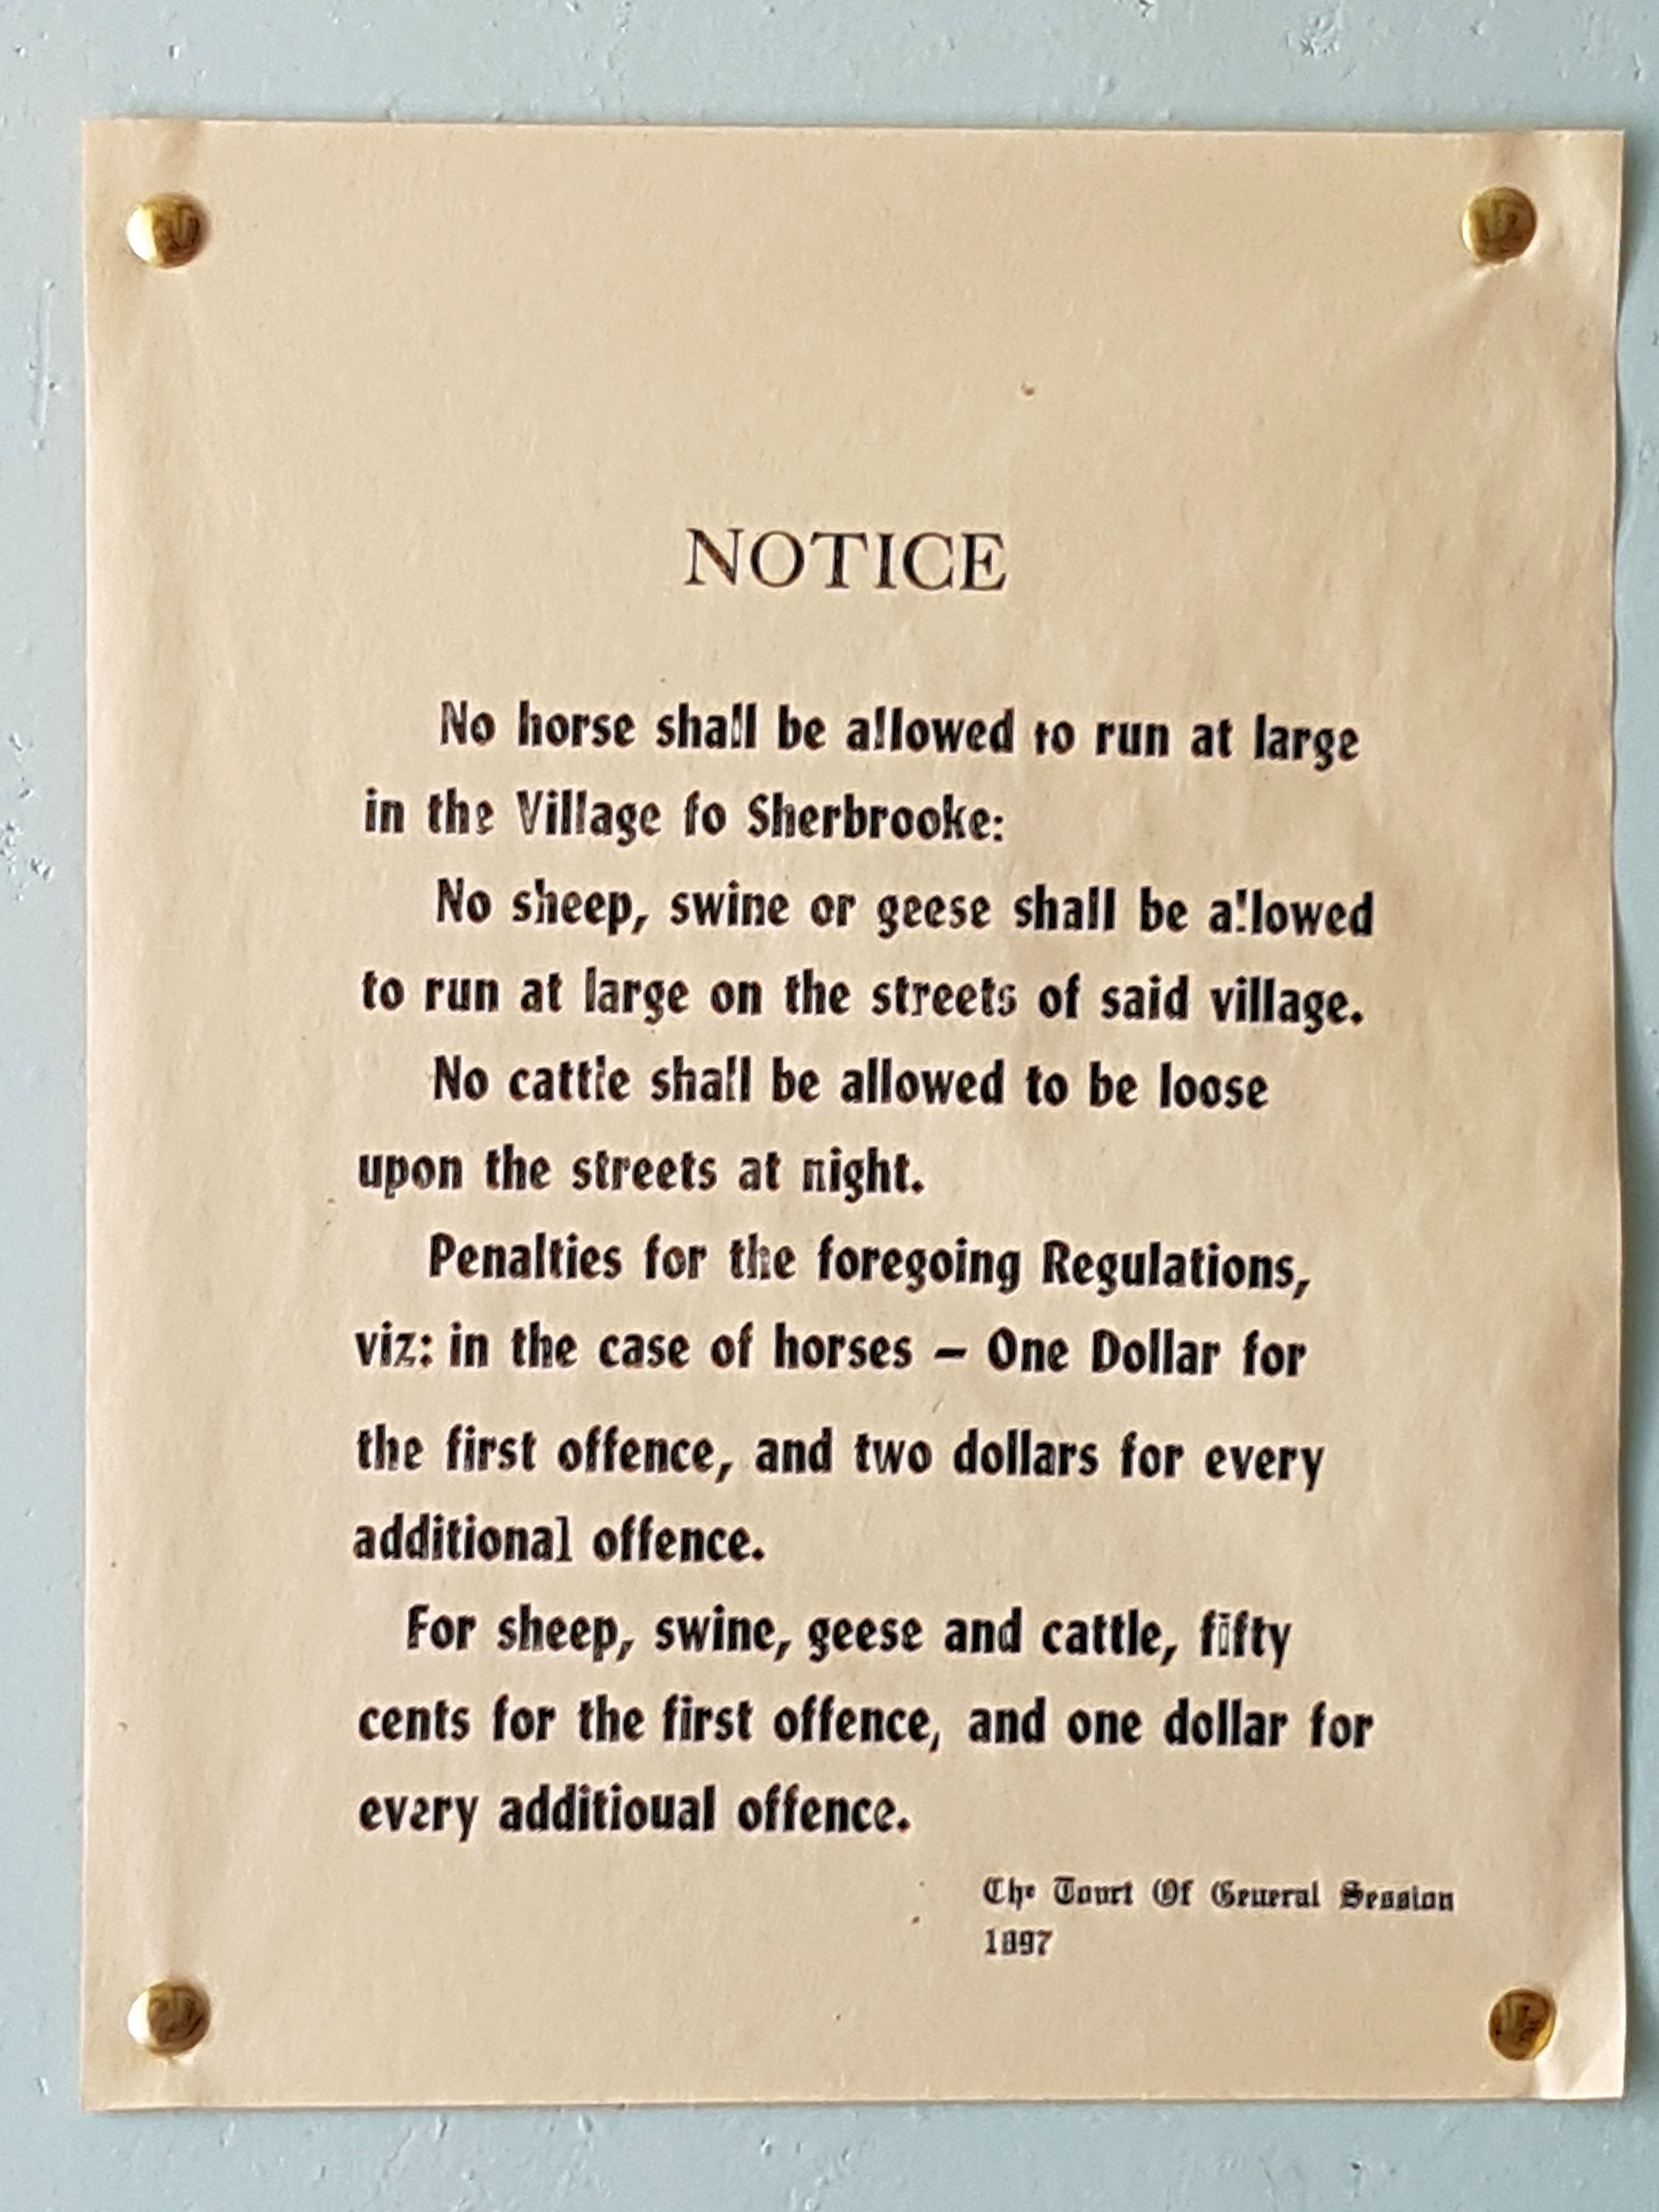 NOTICE
No horse shall be allowed to run at large
in the Village fo Sherbrooke:
No sheep, swine or geese shall be allowed
to run at large on the streets of said village.
No cattle shall be allowed to be loose
upon the streets at night.
Penalties for the foregoing Regulations,
viz: in the case of horses – One Dollar for
the first offence, and two dollars for every
additional offence.
For sheep, swine, geese and cattle, fifty
cents for the first offence, and one dollar for
every additioual offence.
The Tourt Of General Session
1897